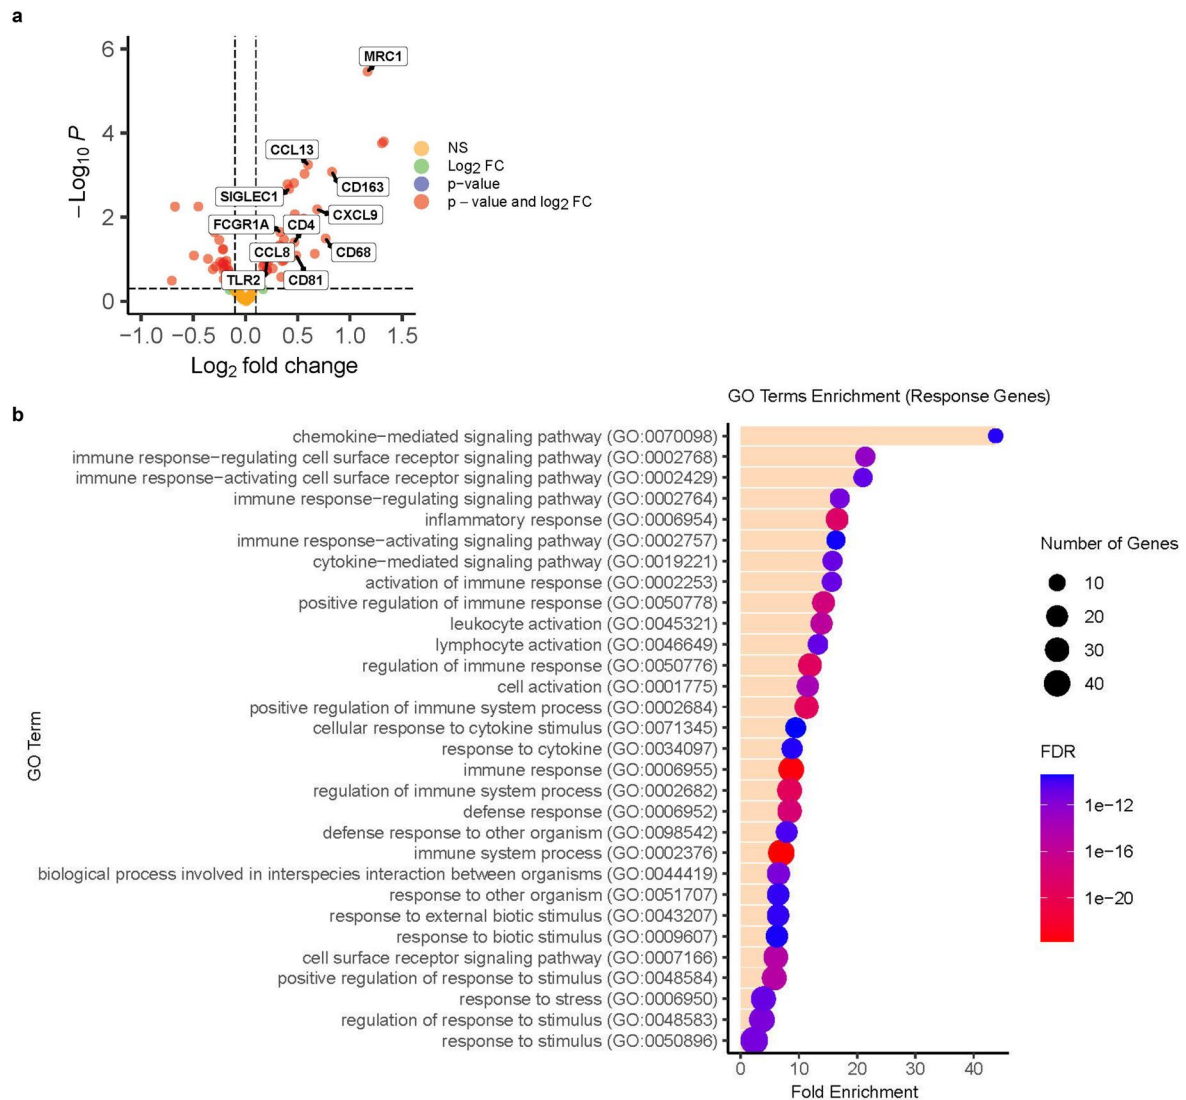 a
6
4
2
0
−Log10 P
MRC1
CCL13
CD163
SIGLEC1
CXCL9
FCGR1A
CD4
CCL8
CD68
TLR2
CD81
−1.0 −0.5 0.0 0.5 1.0 1.5
Log2 fold change
NS
Log2 FC
p−value
p − value and log2 FC
b
GO Terms Enrichment (Response Genes)
GO Term
chemokine−mediated signaling pathway (GO:0070098)
immune response−regulating cell surface receptor signaling pathway (GO:0002768)
immune response−activating cell surface receptor signaling pathway (GO:0002429)
immune response−regulating signaling pathway (GO:0002764)
inflammatory response (GO:0006954)
immune response−activating signaling pathway (GO:0002757)
cytokine−mediated signaling pathway (GO:0019221)
activation of immune response (GO:0002253)
positive regulation of immune response (GO:0050778)
leukocyte activation (GO:0045321)
lymphocyte activation (GO:0046649)
regulation of immune response (GO:0050776)
cell activation (GO:0001775)
positive regulation of immune system process (GO:0002684)
cellular response to cytokine stimulus (GO:0071345)
response to cytokine (GO:0034097)
immune response (GO:0006955)
regulation of immune system process (GO:0002682)
defense response (GO:0006952)
defense response to other organism (GO:0098542)
immune system process (GO:0002376)
biological process involved in interspecies interaction between organisms (GO:0044419)
response to other organism (GO:0051707)
response to external biotic stimulus (GO:0043207)
response to biotic stimulus (GO:0009607)
cell surface receptor signaling pathway (GO:0007166)
positive regulation of response to stimulus (GO:0048584)
response to stress (GO:0006950)
regulation of response to stimulus (GO:0048583)
response to stimulus (GO:0050896)
0 10 20 30 40
Fold Enrichment
Number of Genes
10
20
30
40
FDR
1e−12
1e−16
1e−20